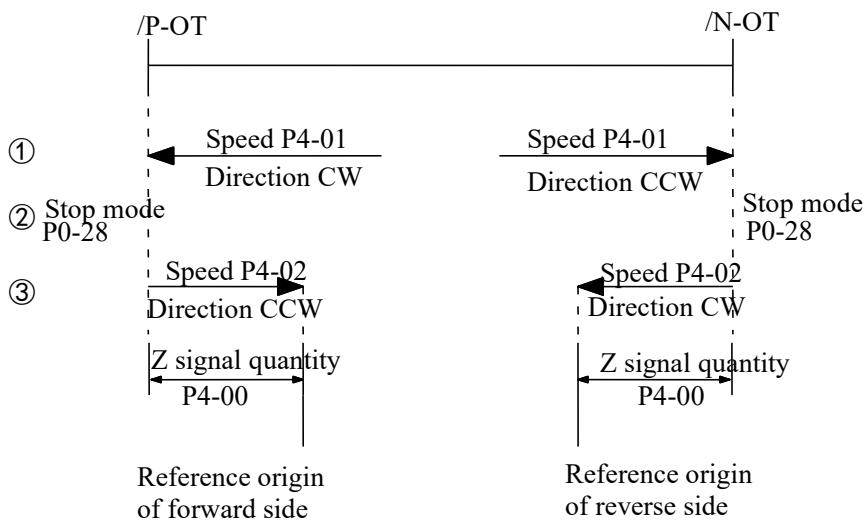 /P-OT
/N-OT
① Speed P4-01 Speed P4-01
Direction CW Direction CCW
② Stop mode Stop mode
P0-28 P0-28
③ Speed P4-02 Speed P4-02
Direction CCW Direction CW
Z signal quantity Z signal quantity
P4-00 P4-00
Reference origin Reference origin
of forward side of reverse side